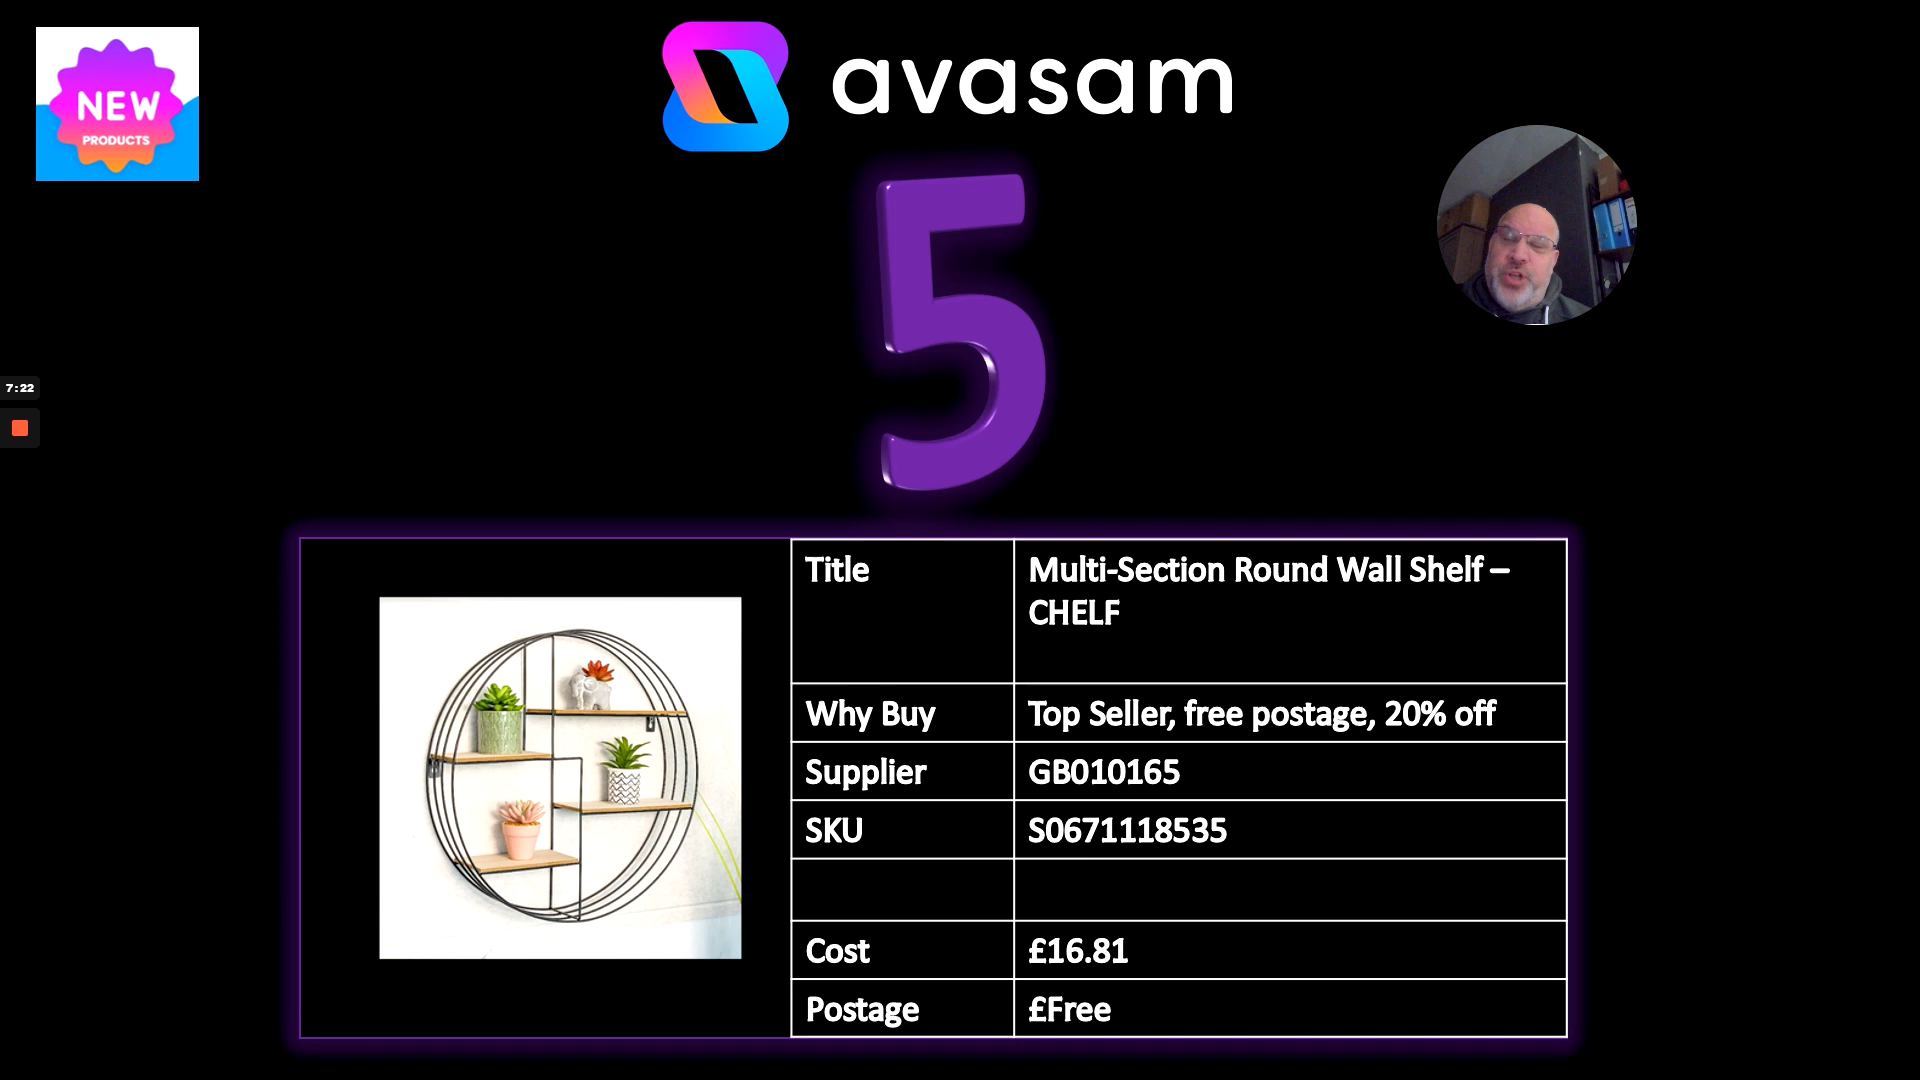 NEW
PRODUCTS
avasam
5
7:22
Title
Multi-Section Round Wall Shelf –
CHELF
Why Buy
Top Seller, free postage, 20% off
Supplier
GB010165
SKU
S0671118535
Cost
£16.81
Postage
£Free